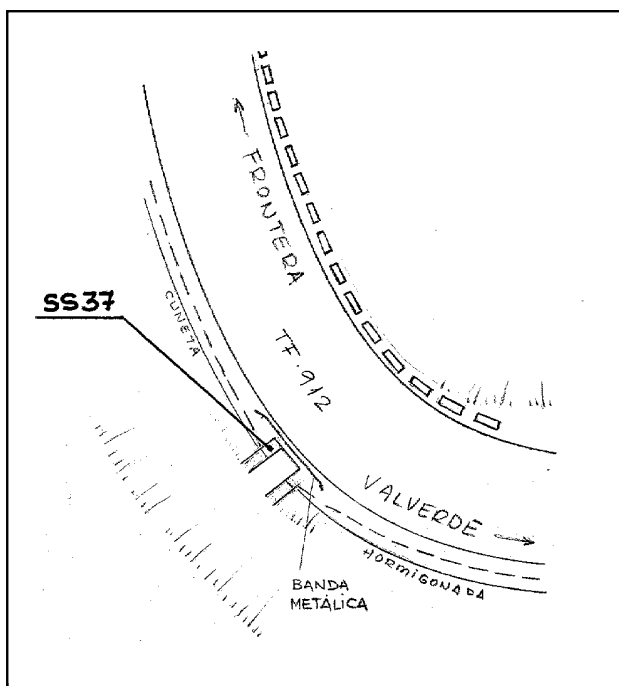 FRONTERA
SS37
CUNETA
TF-912
VALVERDE
HORMIGONADA
BANDA
METÁLICA